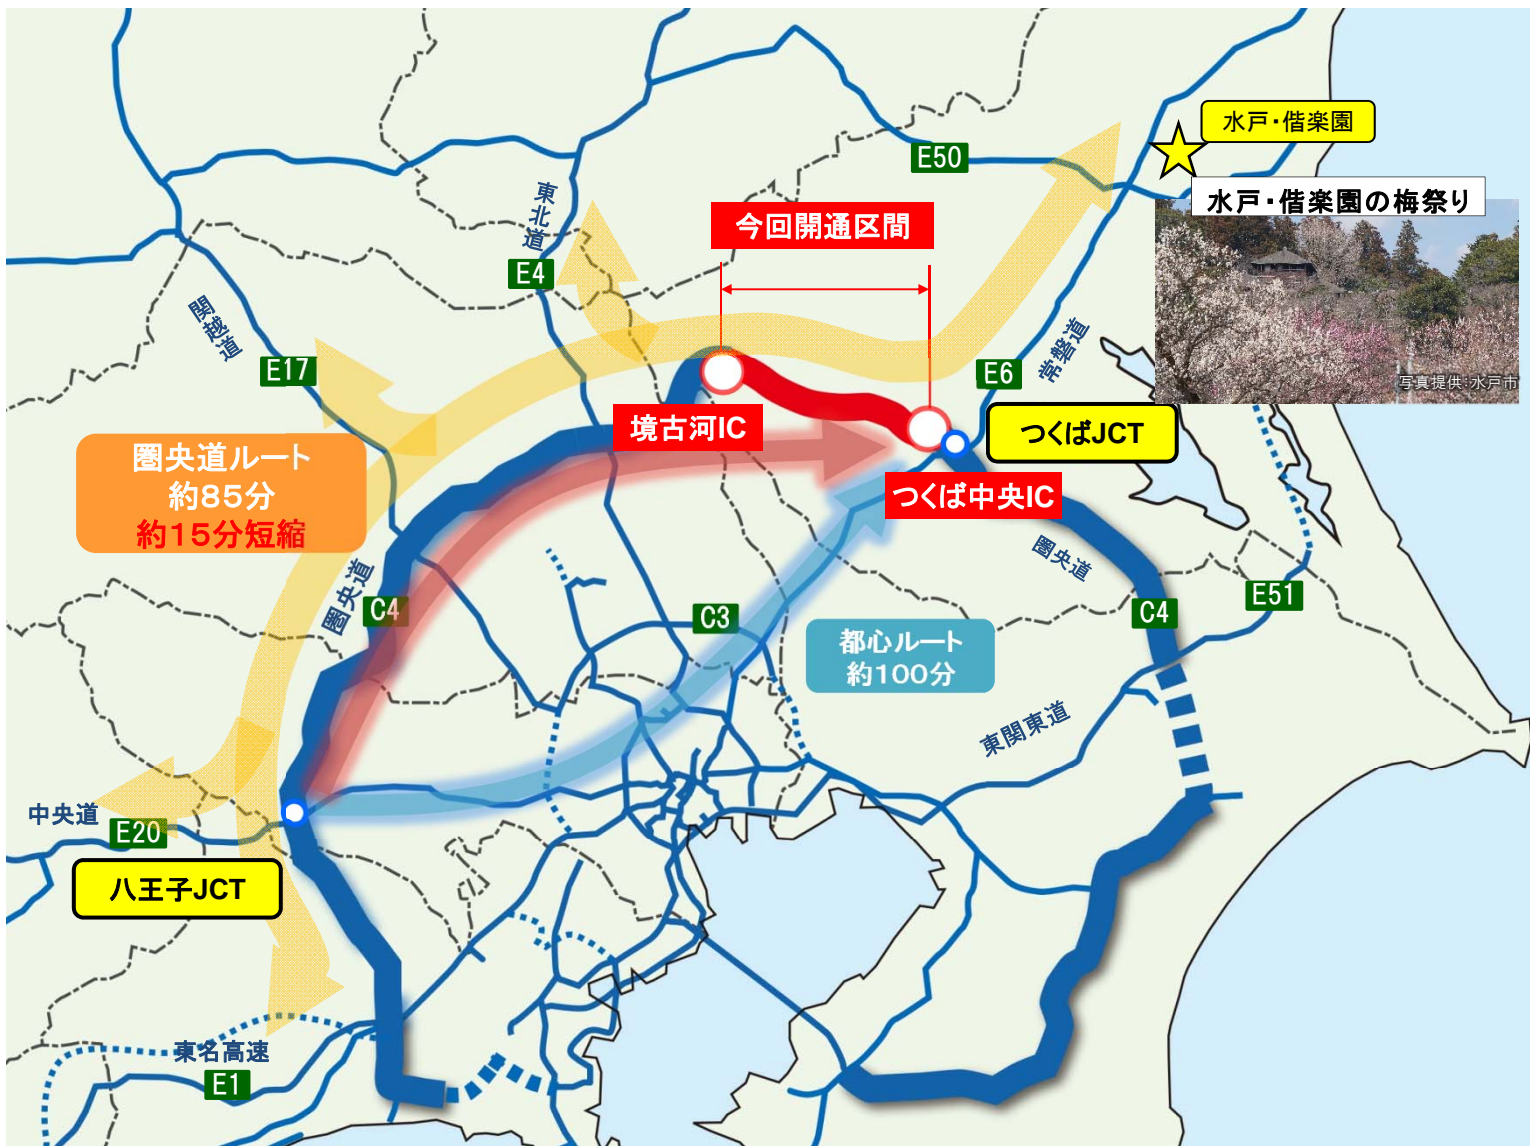 水戸・偕楽園
水戸・偕楽園の梅祭り
写真提供:水戸市
E50
東北道
E4
今回開通区間
関越道
E17
E6
常磐道
境古河IC
つくばJCT
つくば中央IC
圏央道ルート
約85分
約15分短縮
圏央道
C4
C3
圏央道
C4
E51
都心ルート
約100分
東関東道
中央道
E20
八王子JCT
東名高速
E1